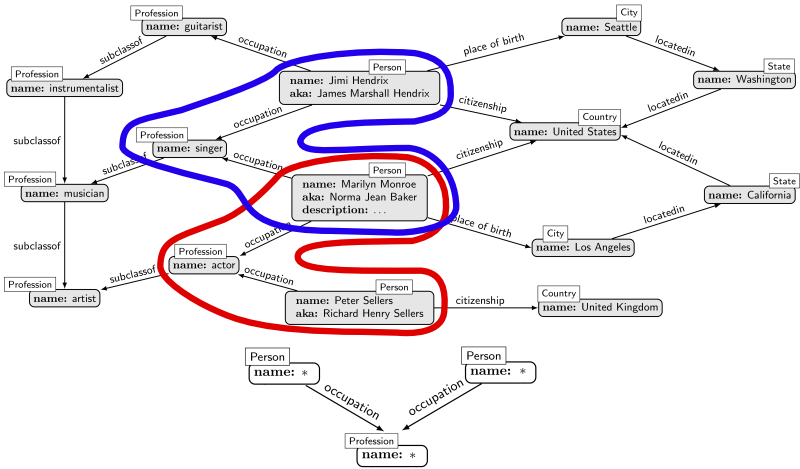 Profession
name: guitarist
City
name: Seattle
occupation
place of birth
subclassof
locatedin
Profession
name: instrumentalist
Person
name: Jimi Hendrix
aka: James Marshall Hendrix
State
name: Washington
citizenship
locatedin
occupation
Country
name: United States
subclassof
Profession
name: singer
subclassof
occupation
citizenship
locatedin
Profession
name: musician
Person
name: Marilyn Monroe
aka: Norma Jean Baker
description: ...
State
name: California
place of birth
locatedin
City
name: Los Angeles
occupation
subclassof
Profession
name: actor
subclassof
occupation
Profession
name: artist
Person
name: Peter Sellers
aka: Richard Henry Sellers
citizenship
Country
name: United Kingdom
Person
name: *
Person
name: *
occupation
occupation
Profession
name: *